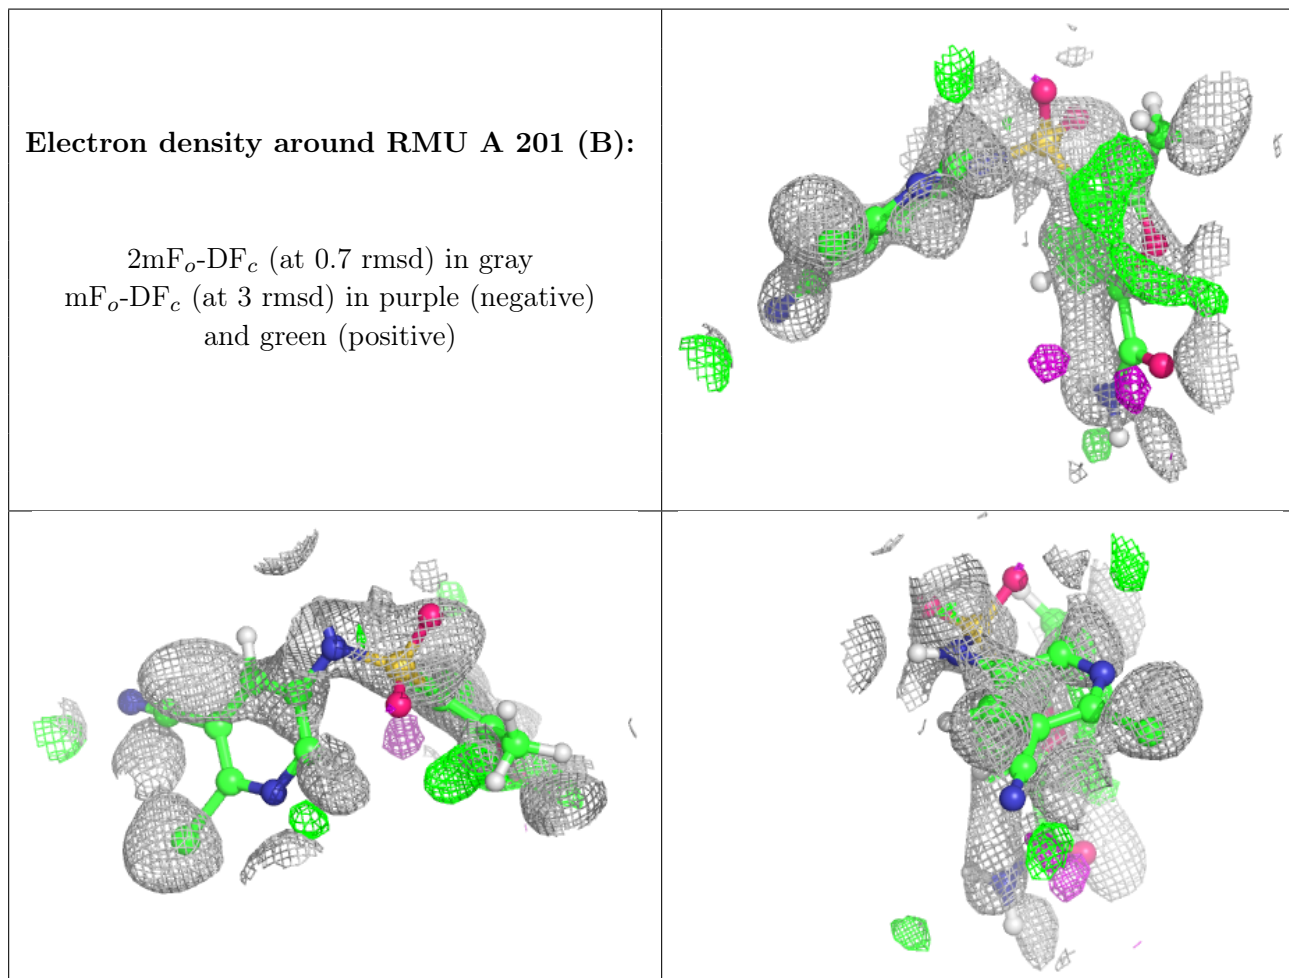 Electron density around RMU A 201 (B):
2mFo-DFc (at 0.7 rmsd) in gray
mFo-DFc (at 3 rmsd) in purple (negative)
and green (positive)